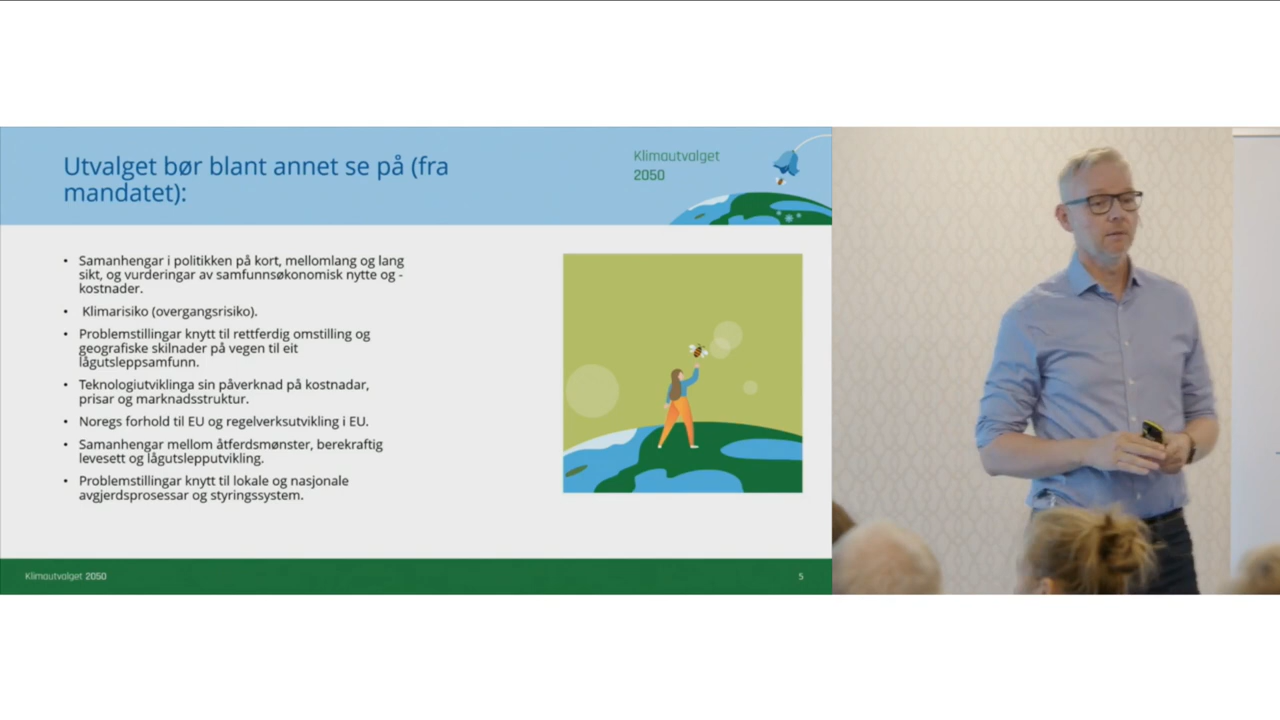 Utvalget bør blant annet se på (fra
mandatet):
Klimautvalget
2050
• Samanhengar i politikken på kort, mellomlang og lang
sikt, og vurderingar av samfunnsøkonomisk nytte og -
kostnader.
• Klimarisiko (overgangsrisiko).
• Problemstillingar knytt til rettferdig omstilling og
geografiske skilnader på vegen til eit
lågutsleppsamfunn.
• Teknologiutviklinga sin påverknad på kostnadar,
prisar og marknadsstruktur.
• Noregs forhold til EU og regelverksutvikling i EU.
• Samanhengar mellom åtferdsmønster, berekraftig
levesett og lågutslepputvikling.
• Problemstillingar knytt til lokale og nasjonale
avgjerdsprosessar og styringssystem.
Klimautvalget 2050
5